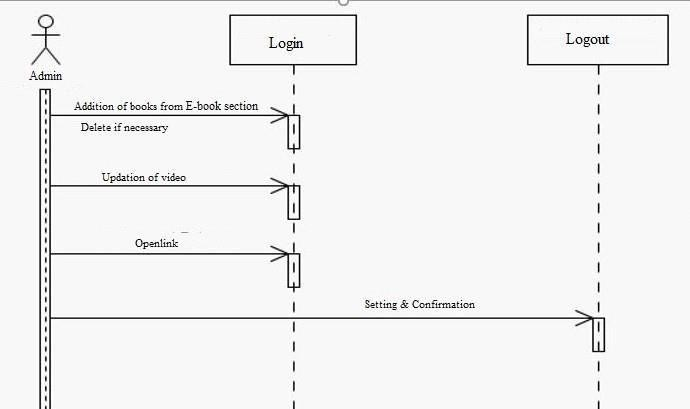 Login
Logout
Admin
Addition of books from E-book section
Delete if necessary
Updation of video
Openlink
Setting & Confirmation